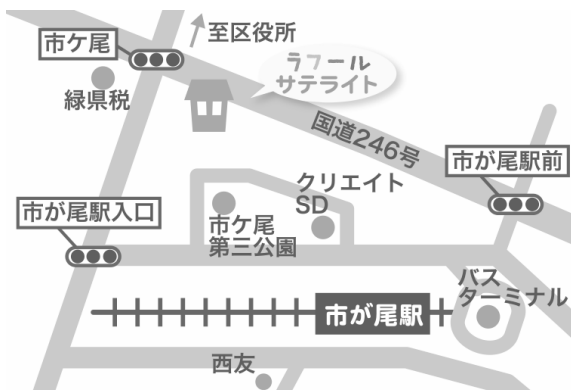 市ケ尾
至区役所
ラフール
サテライト
緑県税
国道246号
市が尾駅前
クリエイト
SD
市ケ尾
第三公園
市が尾駅入口
バス
ターミナル
市が尾駅
西友